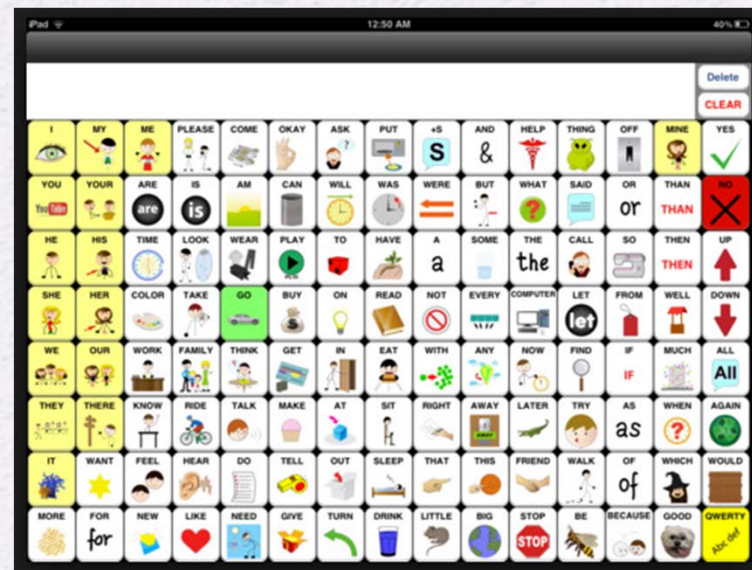 iPad 12:50 AM 40%
Delete
CLEAR
I MY ME PLEASE COME OKAY ASK PUT +S AND HELP THING OFF MINE YES
S &
YOU YOUR ARE IS AM CAN WILL WAS WERE BUT WHAT SAID OR THAN NO
You Tube are is ? or THAN
HE HIS TIME LOOK WEAR PLAY TO HAVE A SOME THE CALL SO THEN UP
a the THEN
SHE HER COLOR TAKE GO BUY ON READ NOT EVERY COMPUTER LET FROM WELL DOWN
let
WE OUR WORK FAMILY THINK GET IN EAT WITH ANY NOW FIND IF MUCH ALL
IF All
THEY THERE KNOW RIDE TALK MAKE AT SIT RIGHT AWAY LATER TRY AS WHEN AGAIN
as ?
IT WANT FEEL HEAR DO TELL OUT SLEEP THAT THIS FRIEND WALK OF WHICH WOULD
of
MORE FOR NEW LIKE NEED GIVE TURN DRINK LITTLE BIG STOP BE BECAUSE GOOD QWERTY
for STOP Abc def